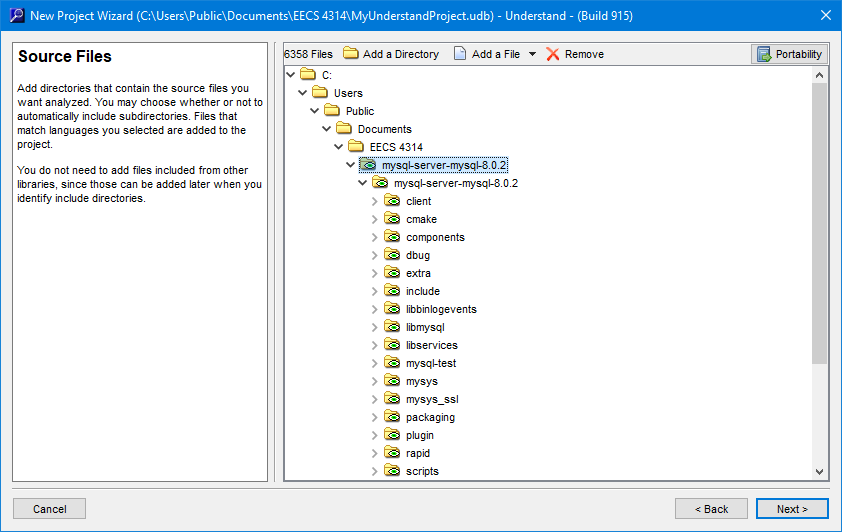 New Project Wizard (C:\Users\Public\Documents\EECS 4314\MyUnderstandProject.udb) - Understand - (Build 915)
Source Files
Add directories that contain the source files you
want analyzed. You may choose whether or not to
automatically include subdirectories. Files that
match languages you selected are added to the
project.
You do not need to add files included from other
libraries, since those can be added later when you
identify include directories.
6358 Files Add a Directory Add a File Remove Portability
C:
Users
Public
Documents
EECS 4314
mysql-server-mysql-8.0.2
mysql-server-mysql-8.0.2
client
cmake
components
dbug
extra
include
libbinlogevents
libmysql
libservices
mysql-test
mysys
mysys_ssl
packaging
plugin
rapid
scripts
Cancel < Back Next >